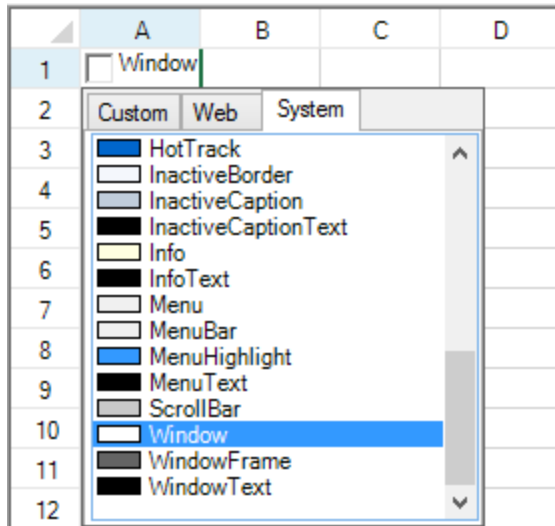 A B C D
1 Window
2 Custom Web System
3 HotTrack
InactiveBorder
4 InactiveCaption
5 InactiveCaptionText
Info
6 InfoText
7 Menu
MenuBar
8 MenuHighlight
9 MenuText
ScrollBar
10 Window
11 WindowFrame
WindowText
12